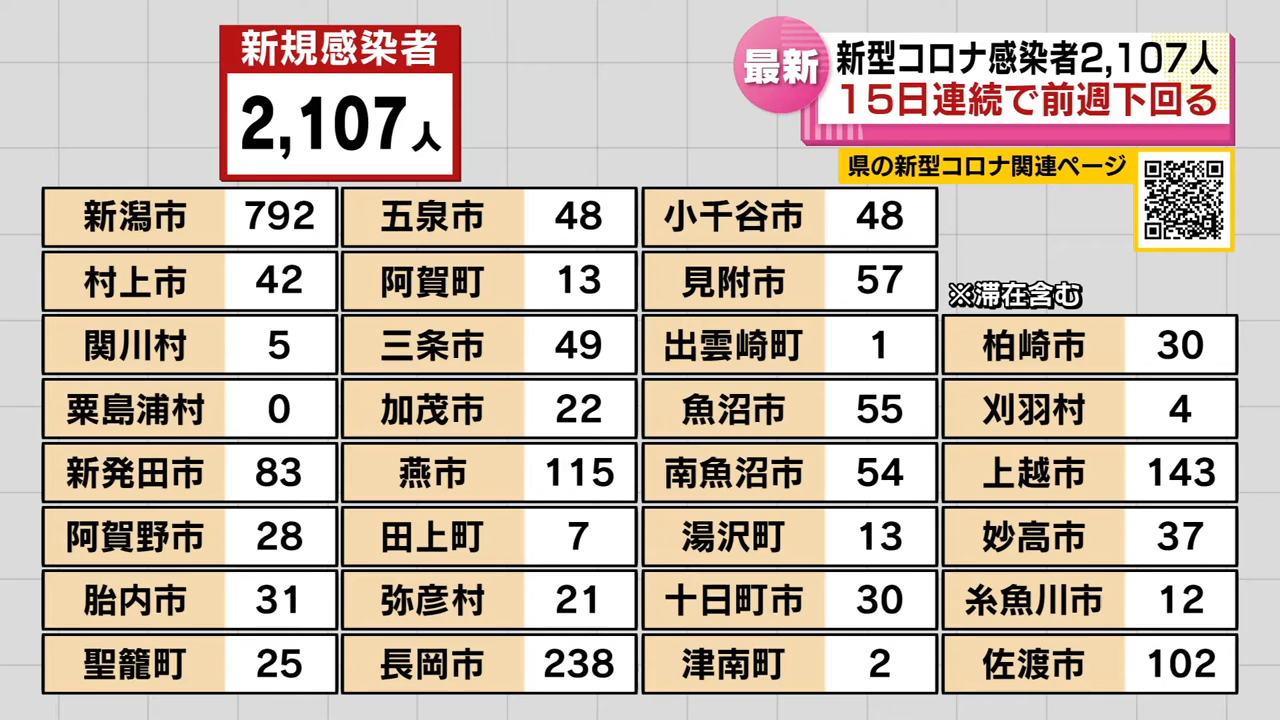 新規感染者
2,107人
最新
新型コロナ感染者2,107人
15日連続で前週下回る
県の新型コロナ関連ページ
新潟市 792
村上市 42
関川村 5
粟島浦村 0
新発田市 83
阿賀野市 28
胎内市 31
聖籠町 25
五泉市 48
阿賀町 13
三条市 49
加茂市 22
燕市 115
田上町 7
弥彦村 21
長岡市 238
小千谷市 48
見附市 57
出雲崎町 1
魚沼市 55
南魚沼市 54
湯沢町 13
十日町市 30
津南町 2
※滞在含む
柏崎市 30
刈羽村 4
上越市 143
妙高市 37
糸魚川市 12
佐渡市 102